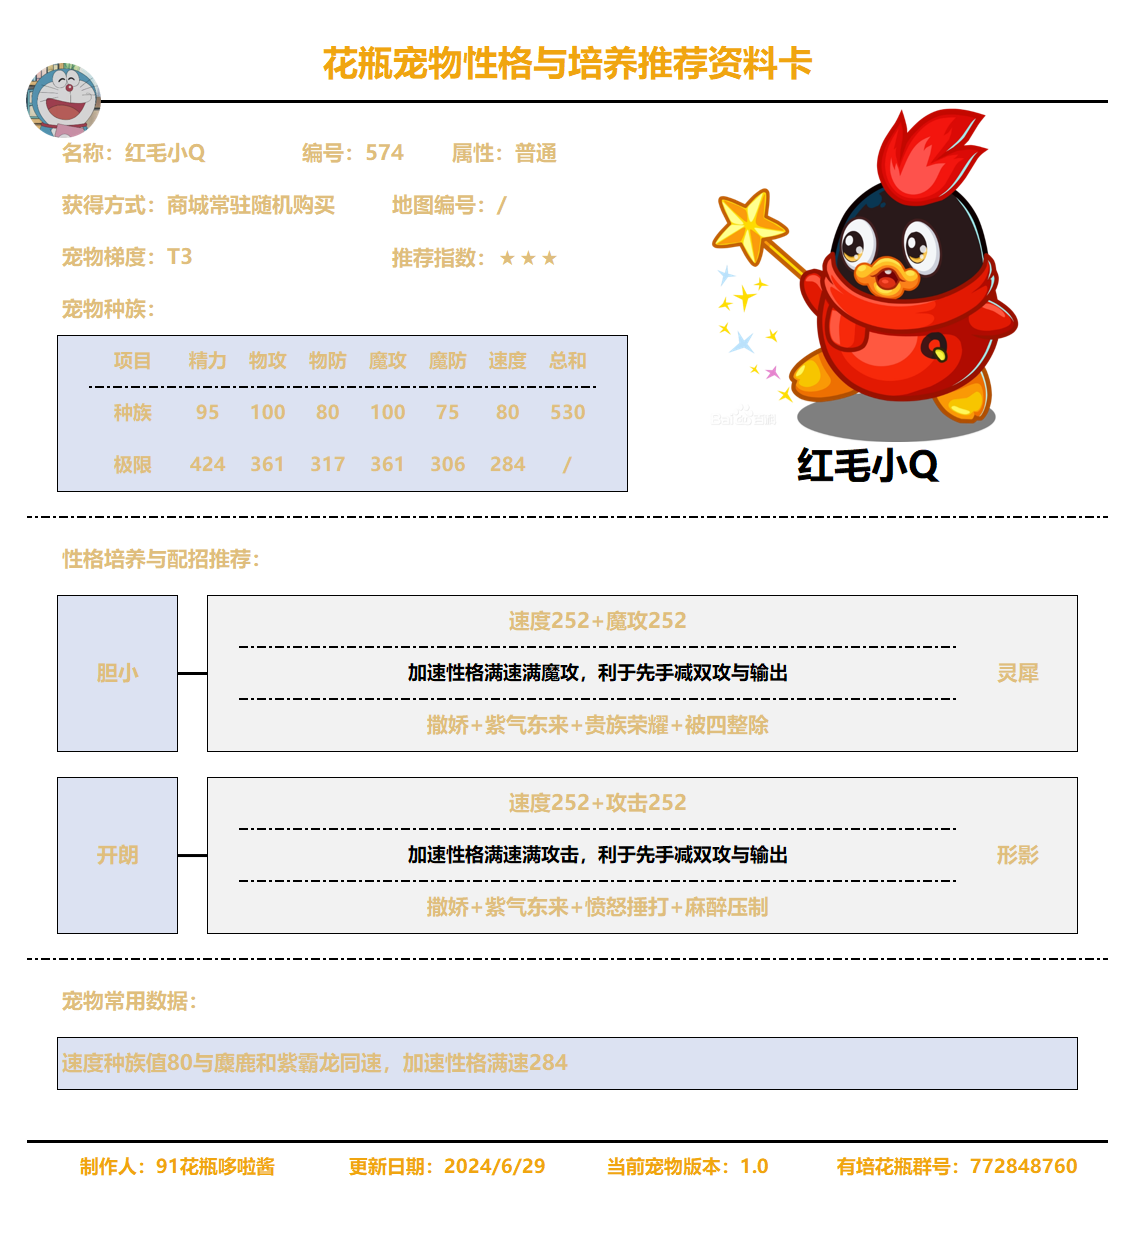 花瓶宠物性格与培养推荐资料卡
名称：红毛小Q 编号：574 属性：普通
获得方式：商城常驻随机购买 地图编号：/
宠物梯度：T3 推荐指数：★★★
宠物种族：
项目 精力 物攻 物防 魔攻 魔防 速度 总和
种族 95 100 80 100 75 80 530
极限 424 361 317 361 306 284 /
Baidu百科
红毛小Q
性格培养与配招推荐：
胆小
速度252+魔攻252
加速性格满速满魔攻，利于先手减双攻与输出
撒娇+紫气东来+贵族荣耀+被四整除
灵犀
开朗
速度252+攻击252
加速性格满速满攻击，利于先手减双攻与输出
撒娇+紫气东来+愤怒捶打+麻醉压制
形影
宠物常用数据：
速度种族值80与麋鹿和紫霸龙同速，加速性格满速284
制作人：91花瓶哆啦酱 更新日期：2024/6/29 当前宠物版本：1.0 有培花瓶群号：772848760